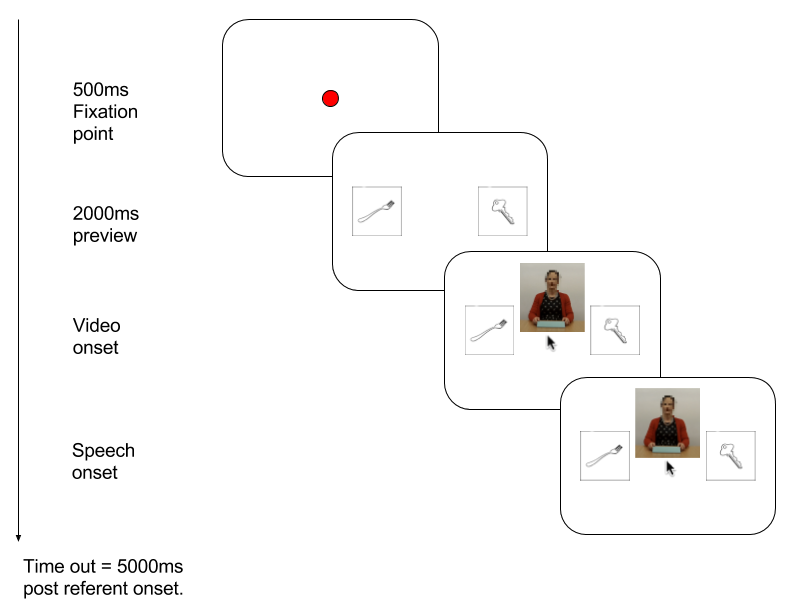 500ms
Fixation
point
2000ms
preview
Video
onset
Speech
onset
Time out = 5000ms
post referent onset.